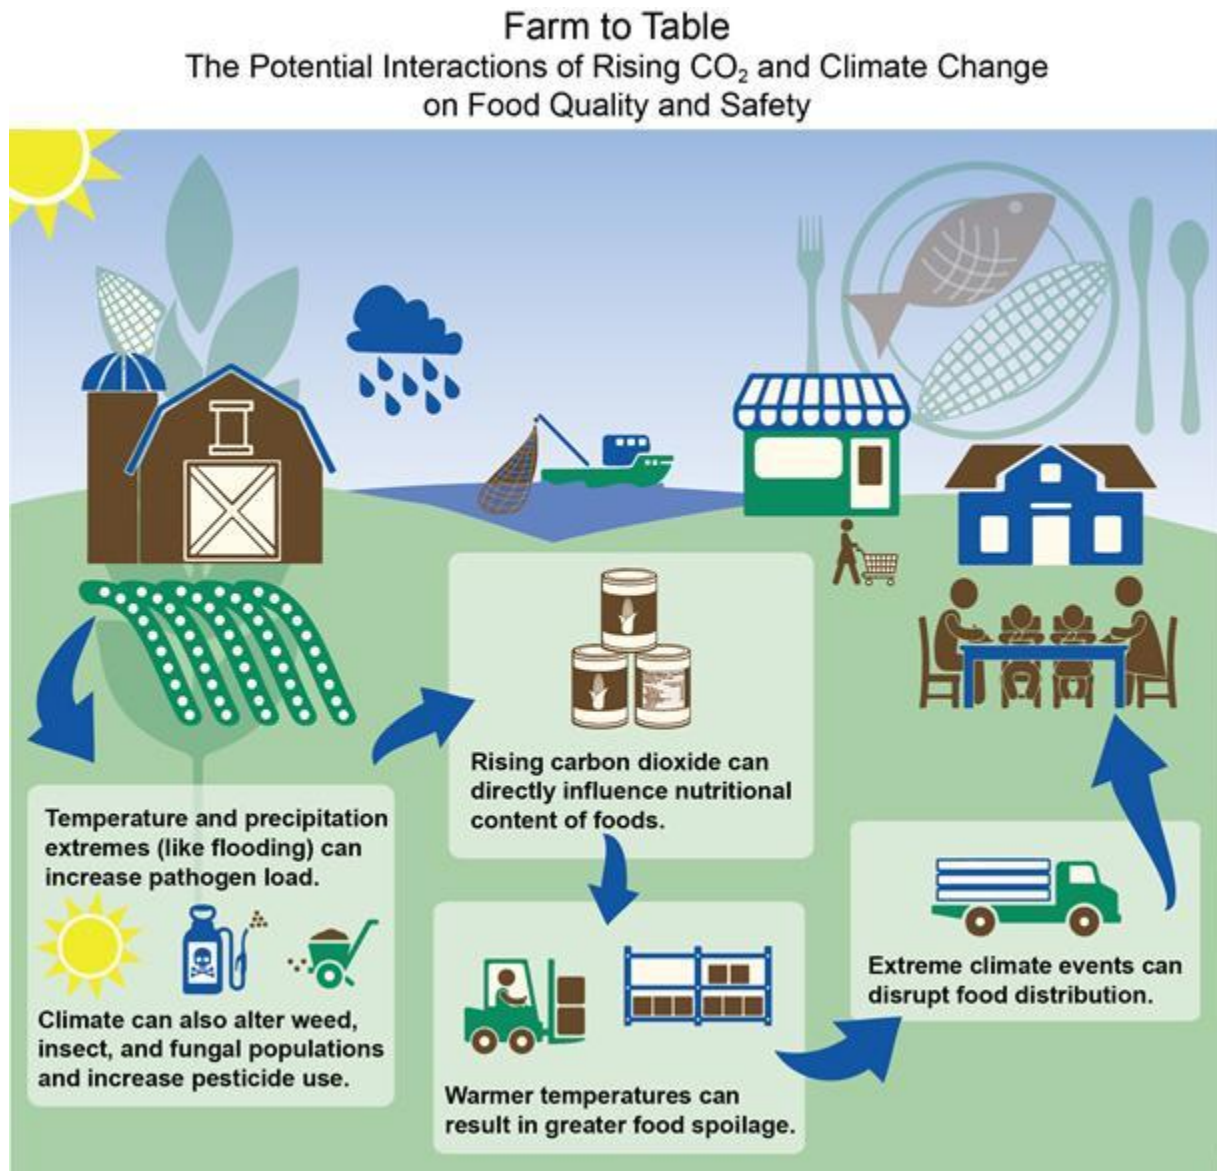 Farm to Table
The Potential Interactions of Rising CO₂ and Climate Change
on Food Quality and Safety
Temperature and precipitation
extremes (like flooding) can
increase pathogen load.
Climate can also alter weed,
insect, and fungal populations
and increase pesticide use.
Rising carbon dioxide can
directly influence nutritional
content of foods.
Warmer temperatures can
result in greater food spoilage.
Extreme climate events can
disrupt food distribution.